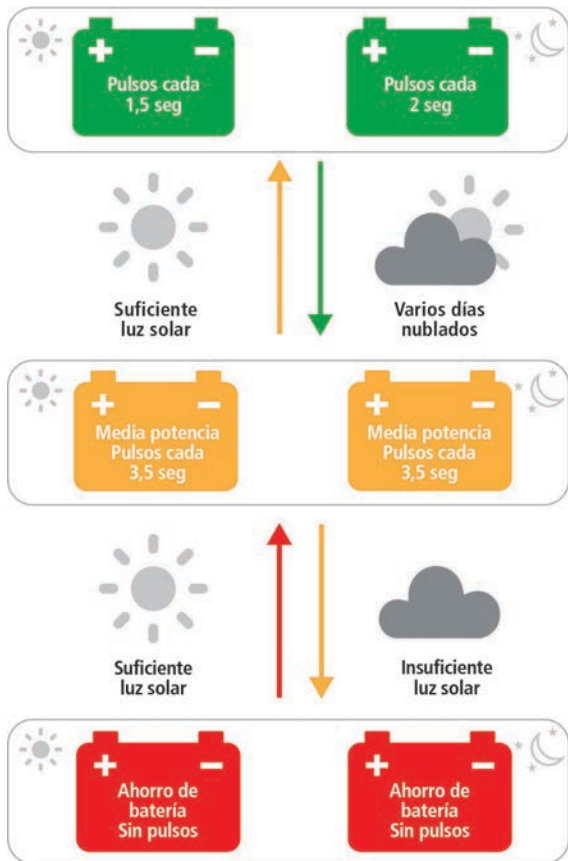 + −
Pulsos cada
1,5 seg
+ −
Pulsos cada
2 seg
Suficiente
luz solar
Varios días
nublados
+ −
Media potencia
Pulsos cada
3,5 seg
+ −
Media potencia
Pulsos cada
3,5 seg
Suficiente
luz solar
Insuficiente
luz solar
+ −
Ahorro de
batería
Sin pulsos
+ −
Ahorro de
batería
Sin pulsos